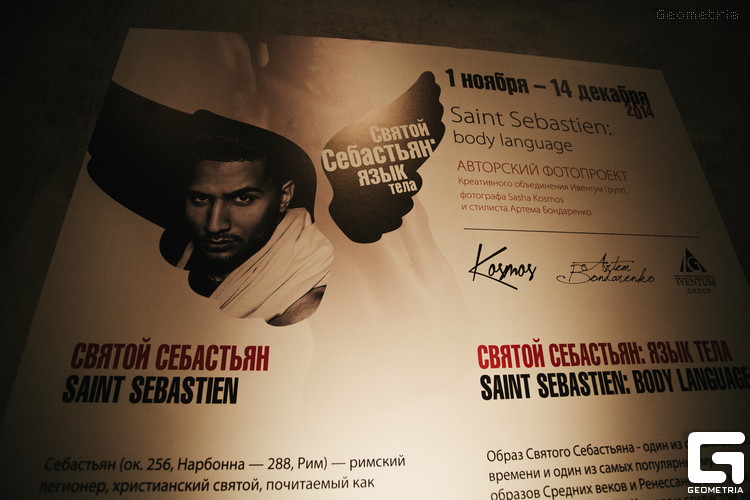 Geometria
1 ноября – 14 декабря
2014
Святой
Себастьян:
язык
тела
Saint Sebastien:
body language
АВТОРСКИЙ ФОТОПРОЕКТ
Креативного объединения Ивентум Групп,
фотографа Sasha Kosmos
и стилиста Артема Бондаренко
Kosmos
Artem
Bondarenko
IVENTUM
GROUP
СВЯТОЙ СЕБАСТЬЯН
SAINT SEBASTIEN
Себастьян (ок. 256, Нарбонна — 288, Рим) — римский
легионер, христианский святой, почитаемый как
СВЯТОЙ СЕБАСТЬЯН: ЯЗЫК ТЕЛА
SAINT SEBASTIEN: BODY LANGUAGE
Образ Святого Себастьяна - один из
времени и один из самых популярных
образов Средних веков и
GEOMETRIA